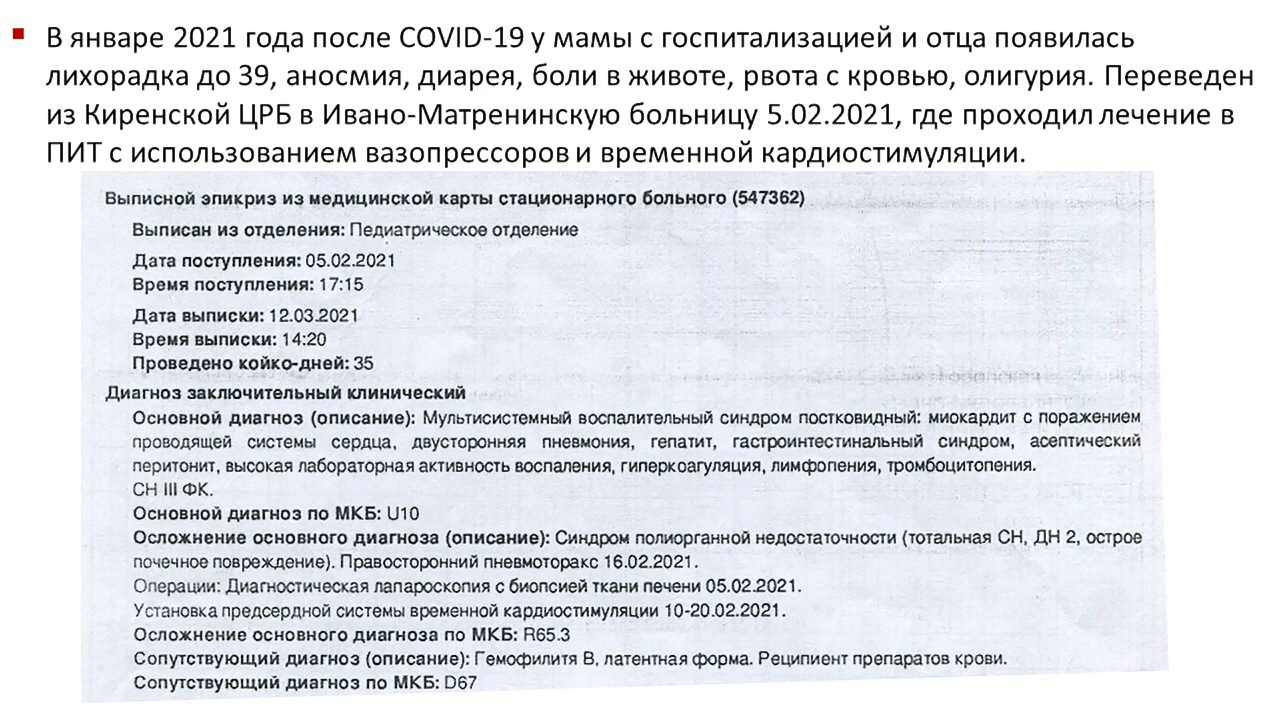 В январе 2021 года после COVID-19 у мамы с госпитализацией и отца появилась
лихорадка до 39, аносмия, диарея, боли в животе, рвота с кровью, олигурия. Переведен
из Киренской ЦРБ в Ивано-Матренинскую больницу 5.02.2021, где проходил лечение в
ПИТ с использованием вазопрессоров и временной кардиостимуляции.
Выписной эпикриз из медицинской карты стационарного больного (547362)
Выписан из отделения: Педиатрическое отделение
Дата поступления: 05.02.2021
Время поступления: 17:15
Дата выписки: 12.03.2021
Время выписки: 14:20
Проведено койко-дней: 35
Диагноз заключительный клинический
Основной диагноз (описание): Мультисистемный воспалительный синдром постковидный: миокардит с поражением
проводящей системы сердца, двусторонняя пневмония, гепатит, гастроинтестинальный синдром, асептический
перитонит, высокая лабораторная активность воспаления, гиперкоагуляция, лимфопения, тромбоцитопения.
СН III ФК.
Основной диагноз по МКБ: U10
Осложнение основного диагноза (описание): Синдром полиорганной недостаточности (тотальная СН, ДН 2, острое
почечное повреждение). Правосторонний пневмоторакс 16.02.2021.
Операции: Диагностическая лапароскопия с биопсией ткани печени 05.02.2021.
Установка предсердной системы временной кардиостимуляции 10-20.02.2021.
Осложнение основного диагноза по МКБ: R65.3
Сопутствующий диагноз (описание): Гемофилитя В, латентная форма. Реципиент препаратов крови.
Сопутствующий диагноз по МКБ: D67